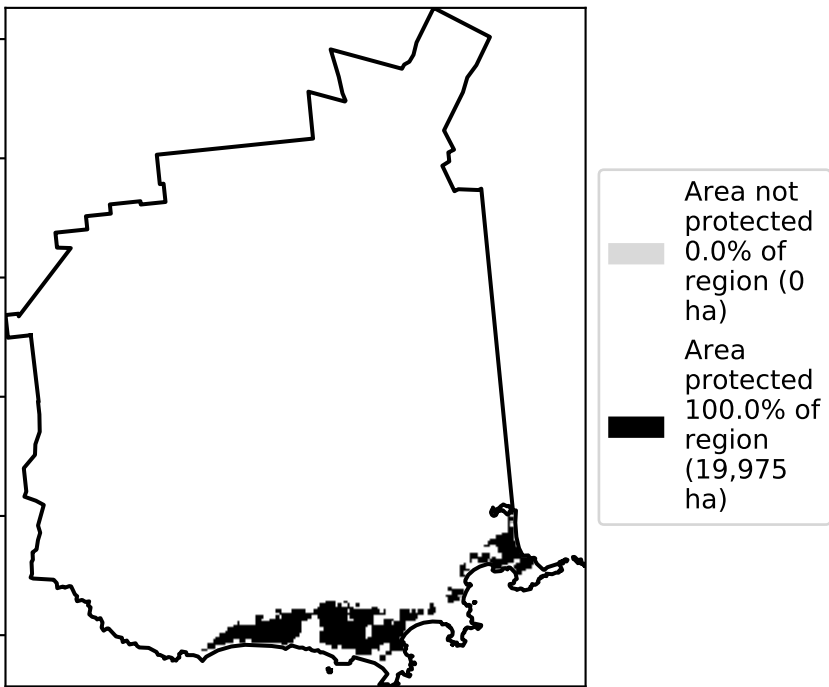 Area not
protected
0.0% of
region (0
ha)
Area
protected
100.0% of
region
(19,975
ha)